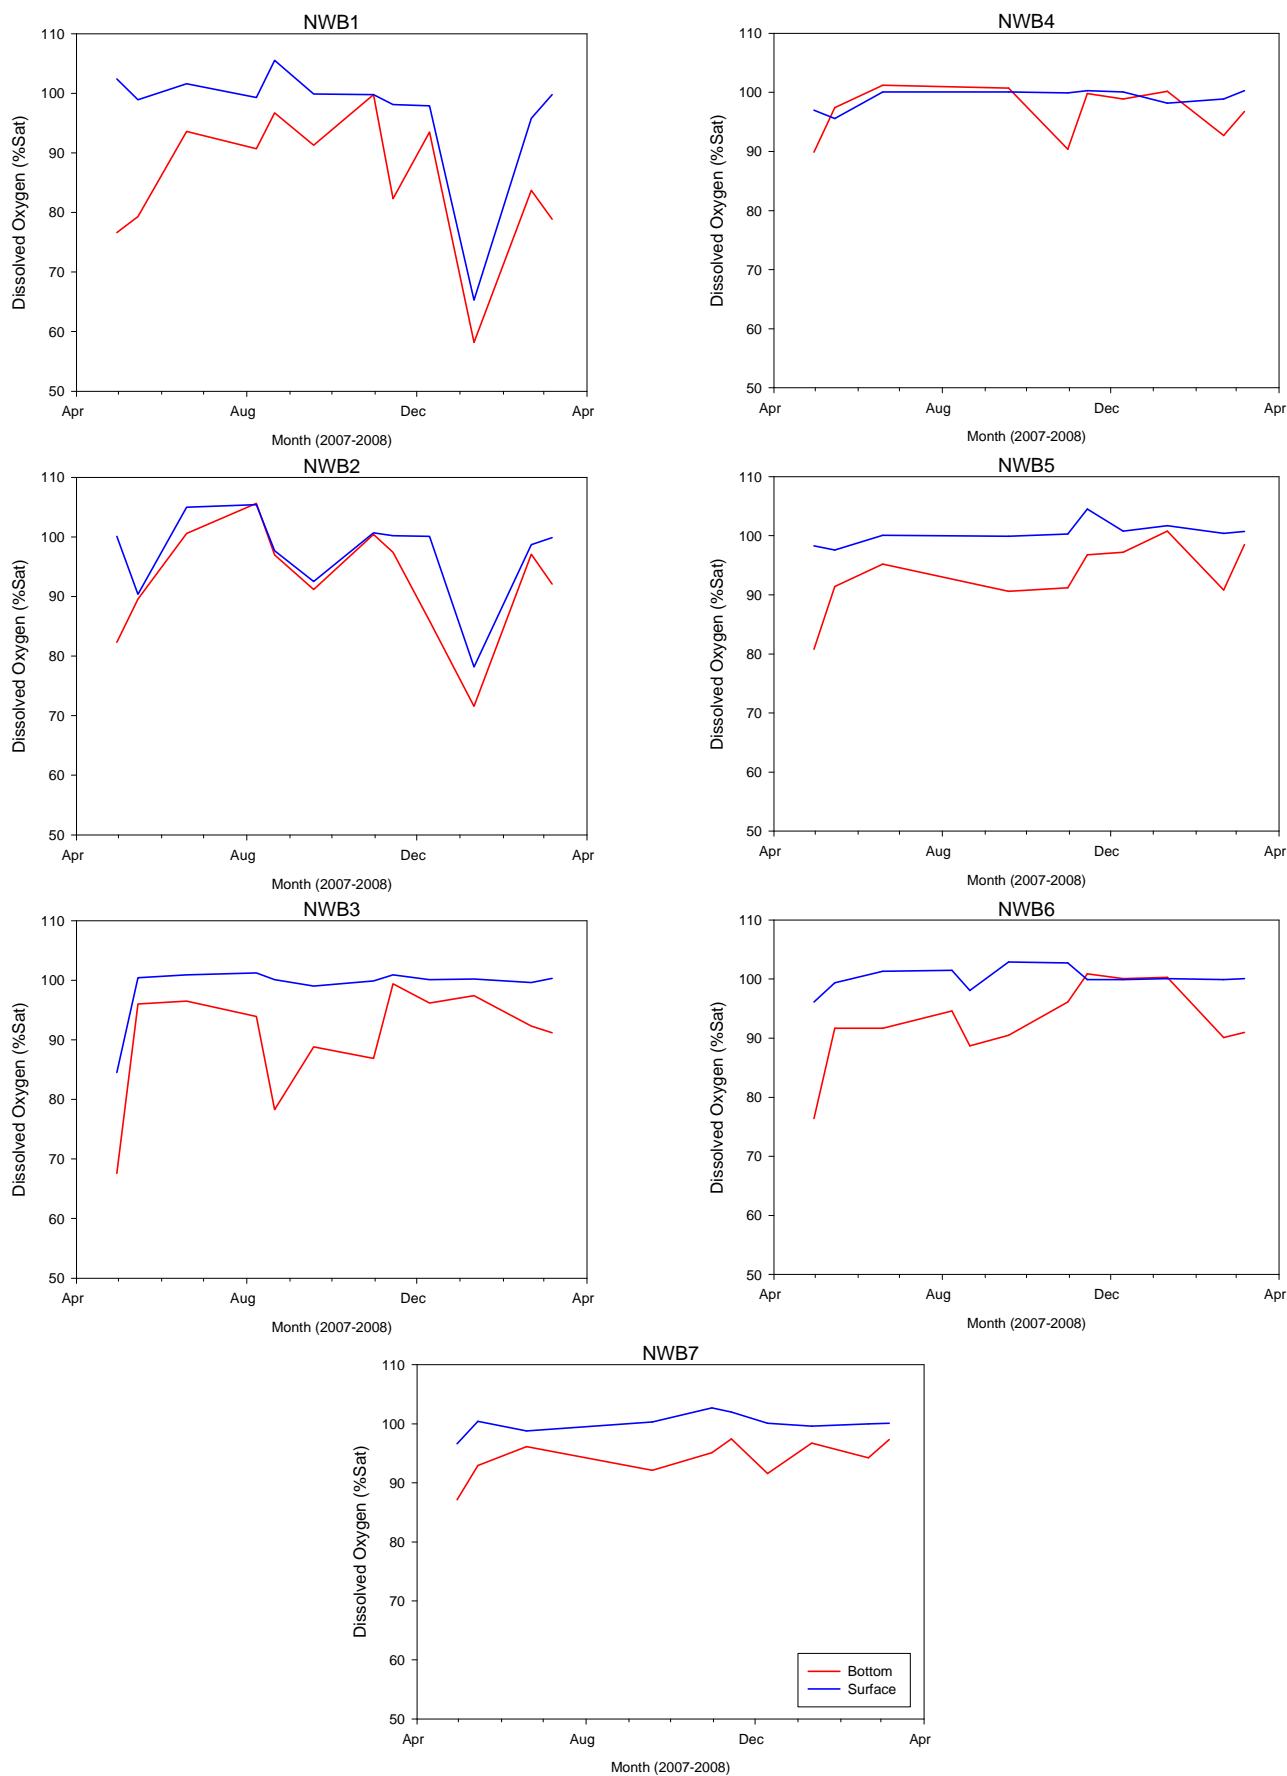 NWB1
110
100
90
80
70
60
50
Dissolved Oxygen (%Sat)
Apr Aug Dec Apr
Month (2007-2008)
NWB4
110
100
90
80
70
60
50
Dissolved Oxygen (%Sat)
Apr Aug Dec Apr
Month (2007-2008)
NWB2
110
100
90
80
70
60
50
Dissolved Oxygen (%Sat)
Apr Aug Dec Apr
Month (2007-2008)
NWB5
110
100
90
80
70
60
50
Dissolved Oxygen (%Sat)
Apr Aug Dec Apr
Month (2007-2008)
NWB3
110
100
90
80
70
60
50
Dissolved Oxygen (%Sat)
Apr Aug Dec Apr
Month (2007-2008)
NWB6
110
100
90
80
70
60
50
Dissolved Oxygen (%Sat)
Apr Aug Dec Apr
Month (2007-2008)
NWB7
110
100
90
80
70
60
50
Dissolved Oxygen (%Sat)
Bottom
Surface
Apr Aug Dec Apr
Month (2007-2008)